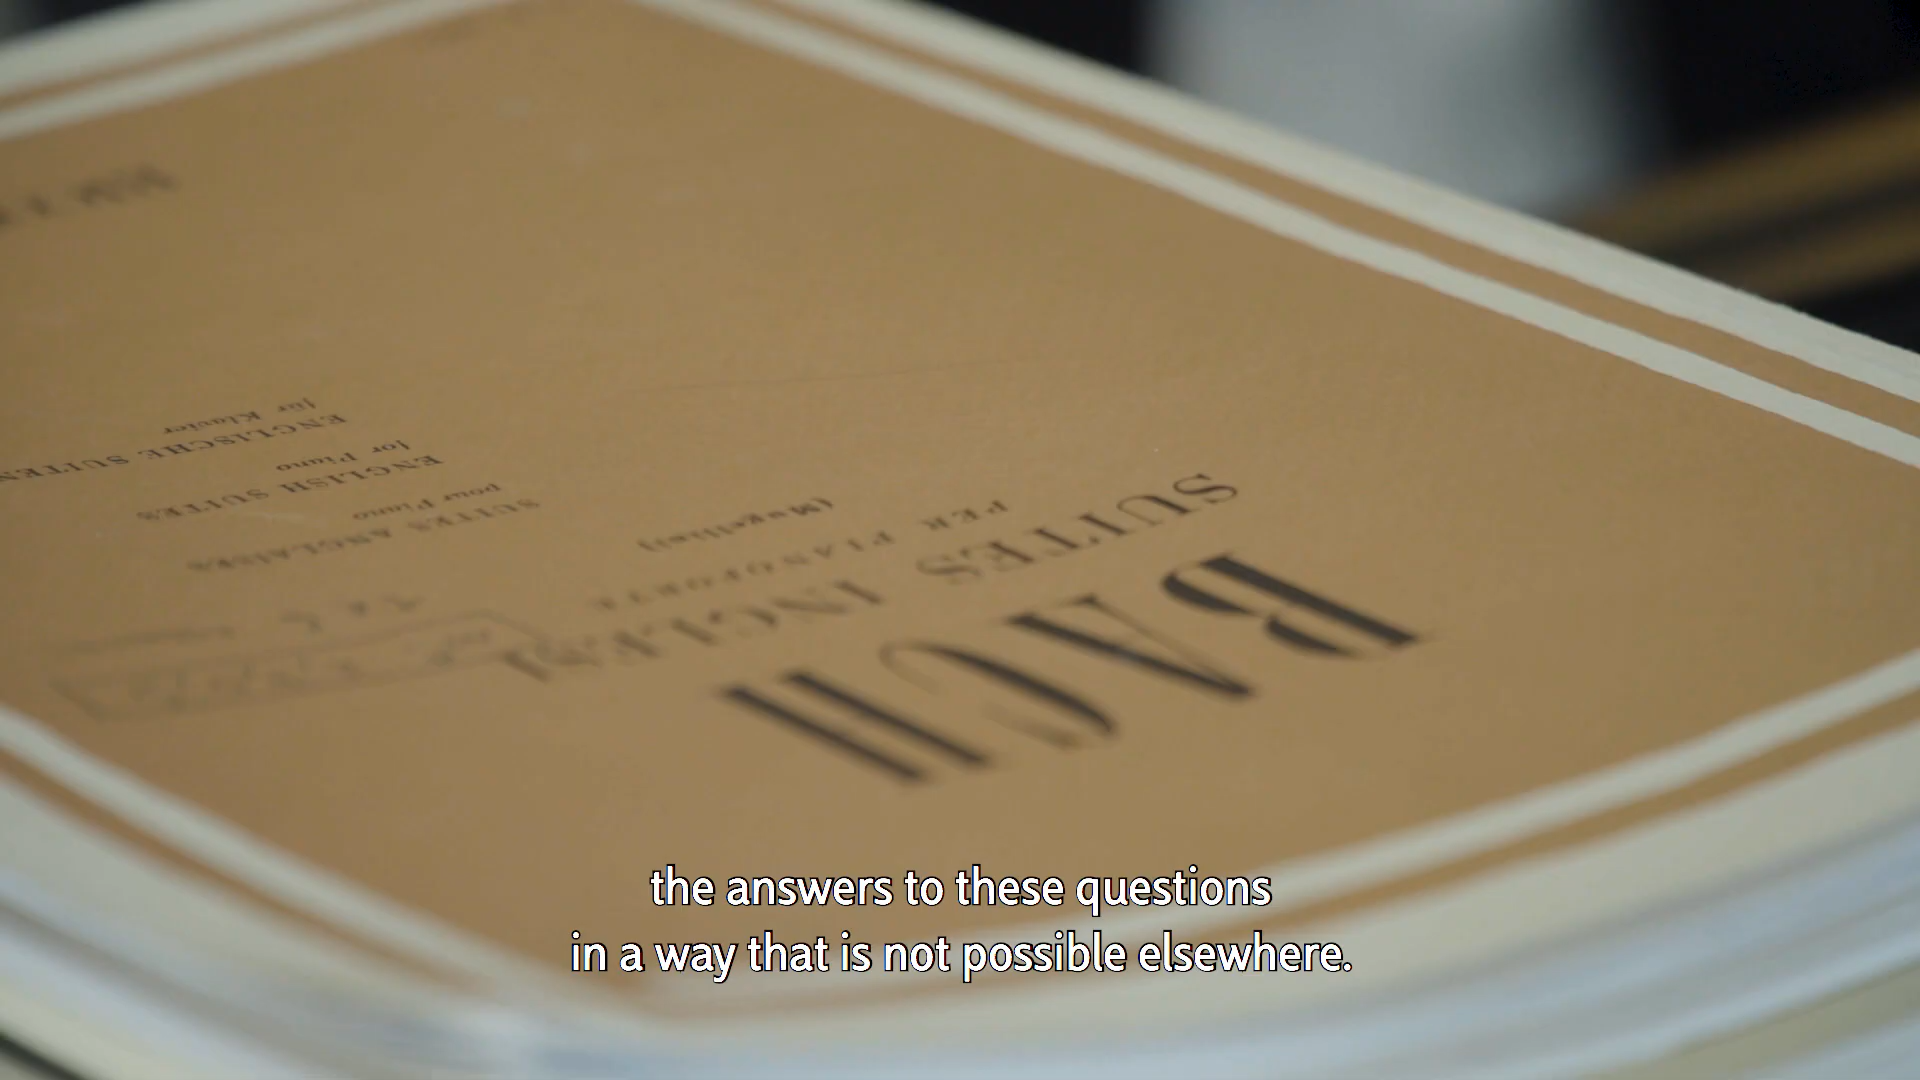 BACH
SUITES INGLESI
PER PIANOFORTE
(Mugellini)
SUITES ANGLAISES
pour Piano
ENGLISH SUITES
for Piano
ENGLISCHE SUITEN
für Klavier
the answers to these questions
in a way that is not possible elsewhere.